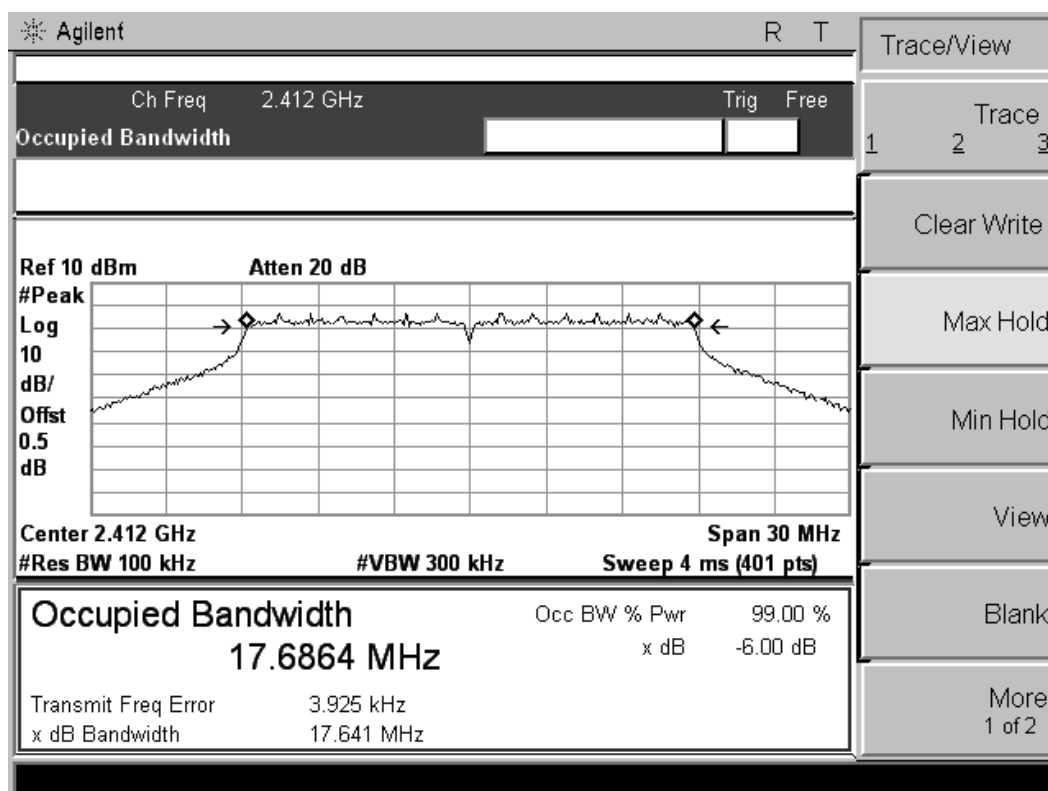 Agilent R T
Ch Freq 2.412 GHz Trig Free
Occupied Bandwidth
Ref 10 dBm Atten 20 dB
#Peak
Log
10
dB/
Offst
0.5
dB
Center 2.412 GHz Span 30 MHz
#Res BW 100 kHz #VBW 300 kHz Sweep 4 ms (401 pts)
Occupied Bandwidth Occ BW % Pwr 99.00 %
17.6864 MHz x dB -6.00 dB
Transmit Freq Error 3.925 kHz
x dB Bandwidth 17.641 MHz
Trace/View
Trace
1 2 3
Clear Write
Max Hold
Min Hold
View
Blank
More
1 of 2